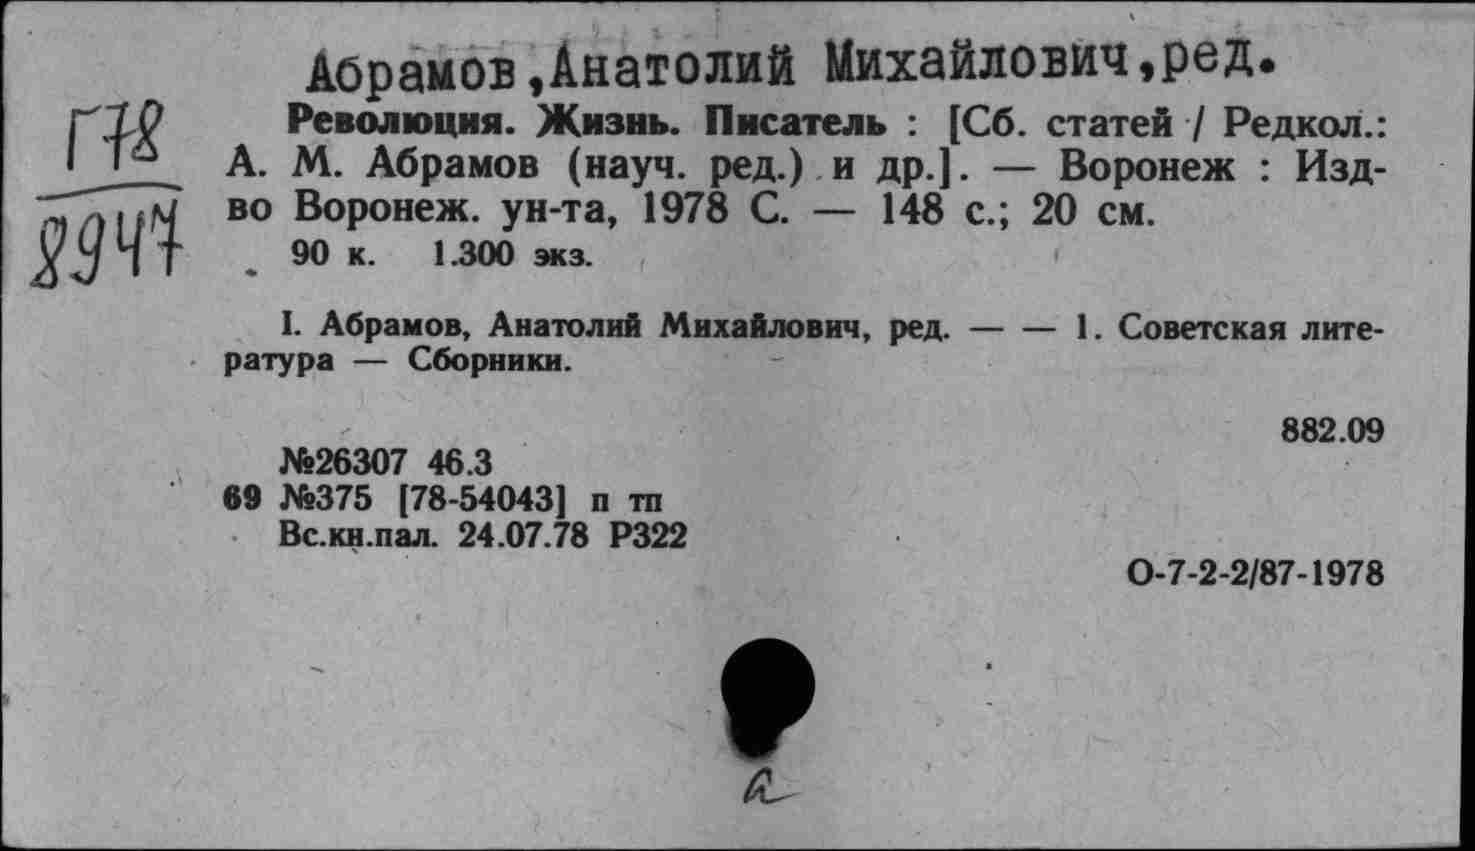 Абрамов,Анатолий Михайлович,ред.
Г78
8947
Революция. Жизнь. Писатель : [Сб. статей / Редкол.:
А. М. Абрамов (науч. ред.) и др.]. — Воронеж : Изд-
во Воронеж. ун-та, 1978 С. — 148 с.; 20 см.
90 к. 1.300 экз.
I. Абрамов, Анатолий Михайлович, ред. — — 1. Советская лите-
ратура — Сборники.
882.09
№26307 46.3
69 №375 [78-54043] п тп
Вс.кн.пал. 24.07.78 Р322
О-7-2-2/87-1978